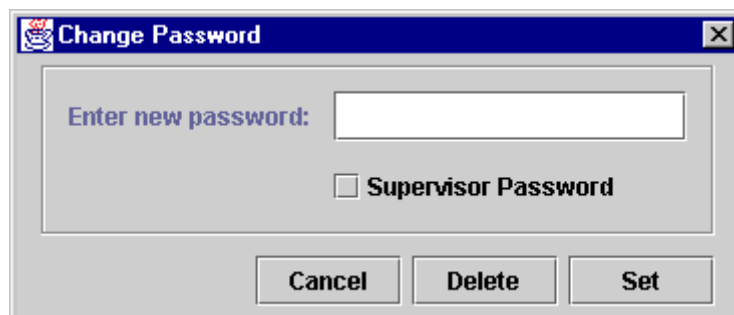 Change Password
Enter new password:
Supervisor Password
Cancel Delete Set